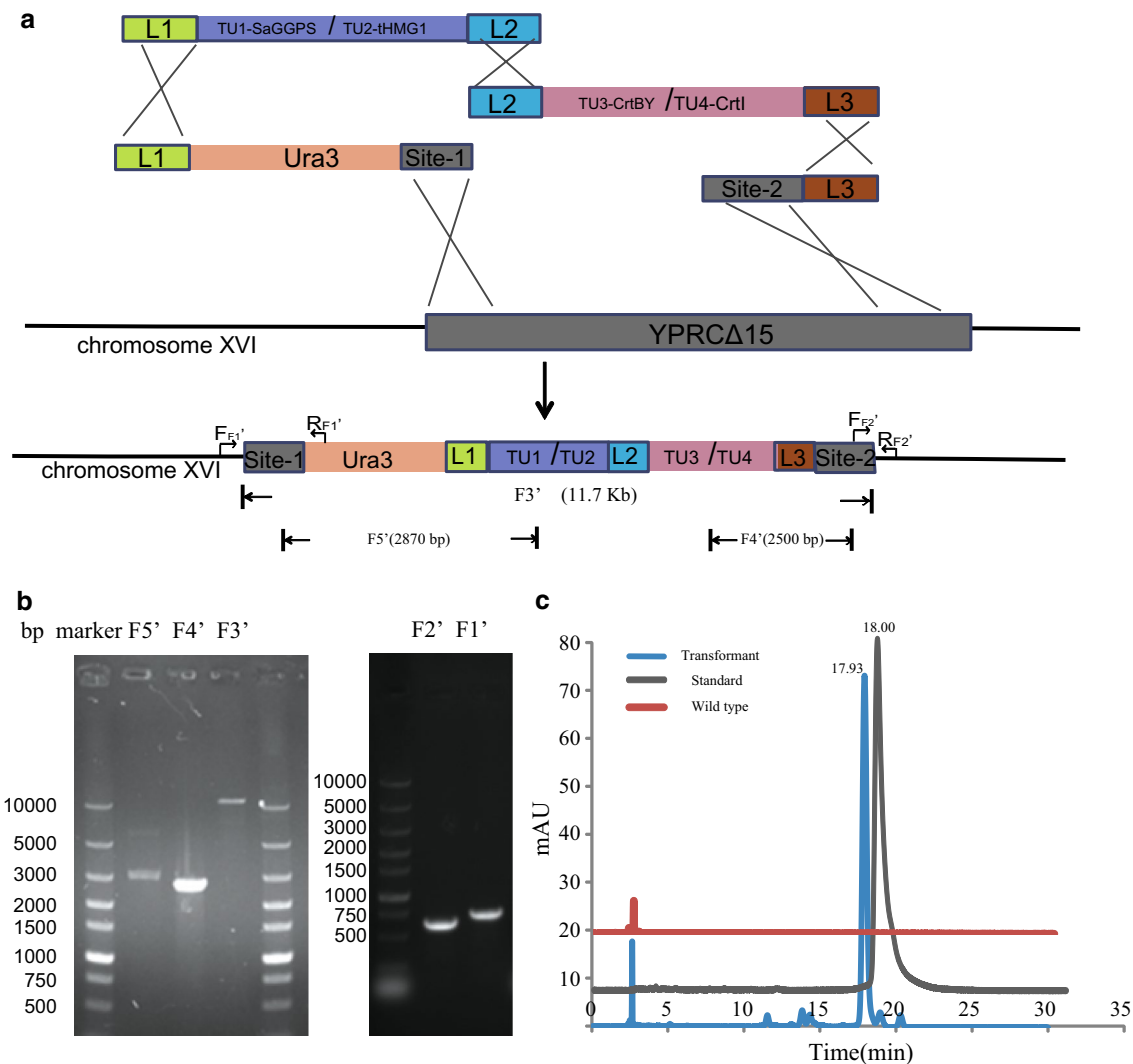 a
L1 TU1-SaGGPS / TU2-tHMG1 L2
L2 TU3-CrtBY / TU4-CrtI L3
L1 Ura3 Site-1
Site-2 L3
YPRCΔ15
chromosome XVI
FF1' RF1' FF2' RF2'
Site-1 Ura3 L1 TU1 / TU2 L2 TU3 / TU4 L3 Site-2
chromosome XVI
F3' (11.7 Kb)
F5'(2870 bp) F4'(2500 bp)
b
bp marker F5' F4' F3'
10000
5000
3000
2000
1500
1000
750
500
F2' F1'
10000
5000
3000
2000
1500
1000
750
500
c
80
70
60
50
40
30
20
10
mAU
Transformant
Standard
Wild type
17.93
18.00
0 5 10 15 20 25 30 35
Time(min)